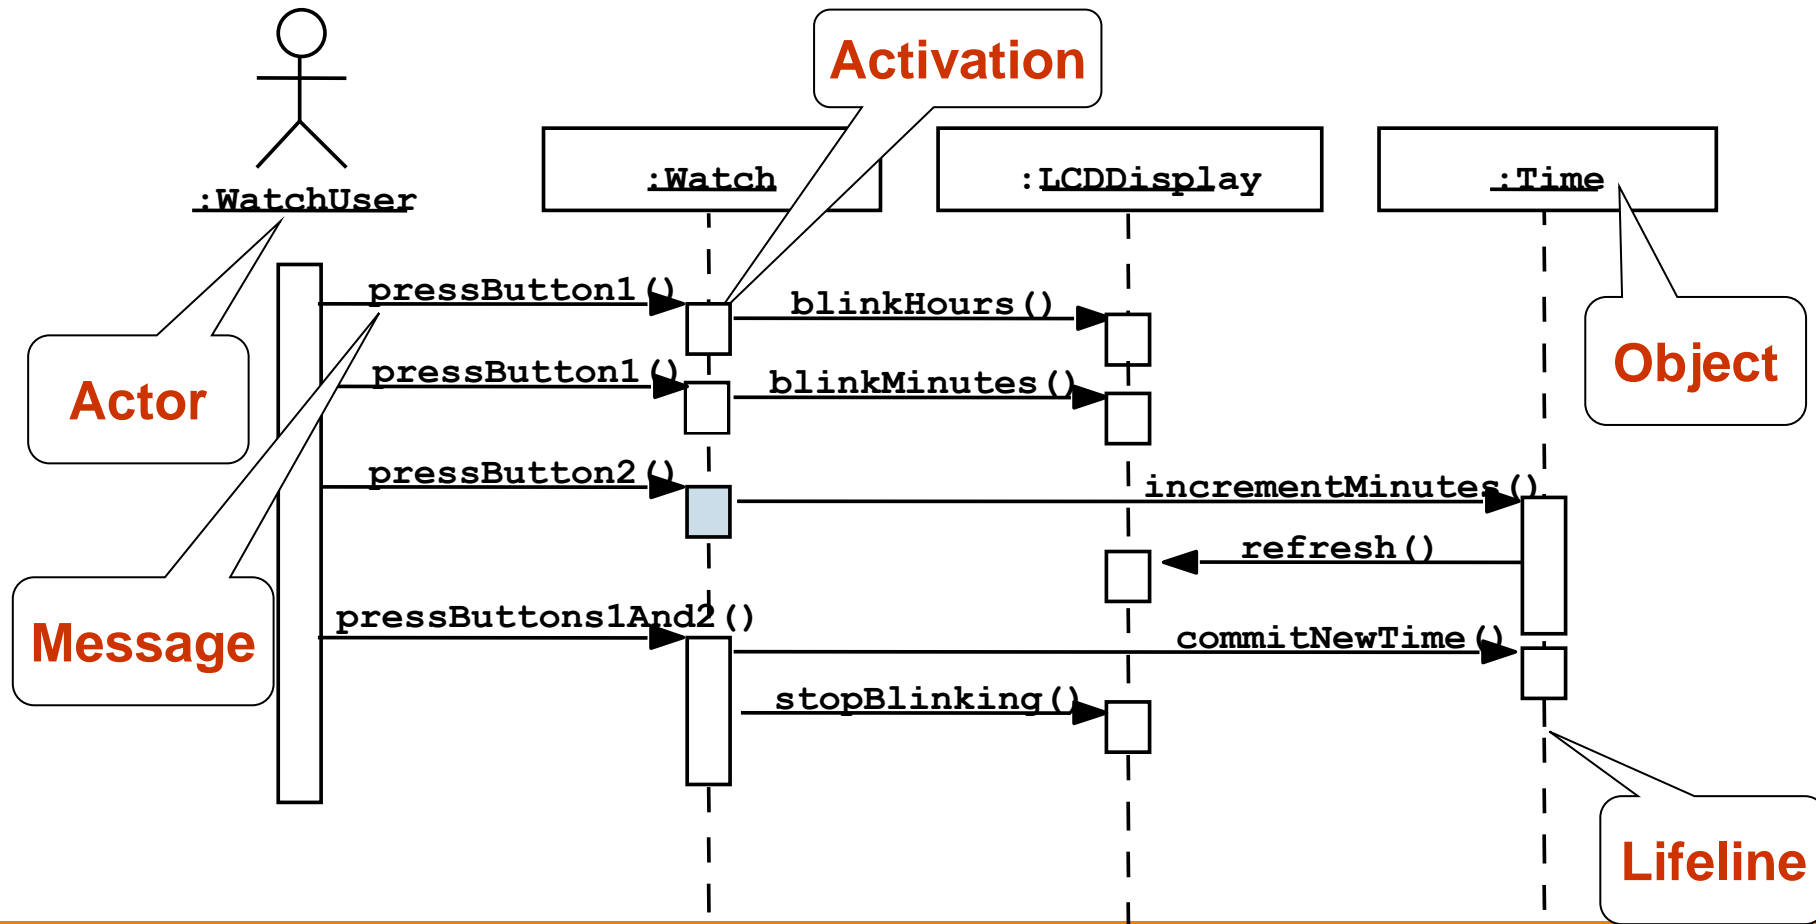 Activation
:Watch
:LCDDisplay
:Time
:WatchUser
pressButton1()
blinkHours()
pressButton1()
blinkMinutes()
Object
Actor
pressButton2()
incrementMinutes()
refresh()
pressButtons1And2()
Message
commitNewTime()
stopBlinking()
Lifeline